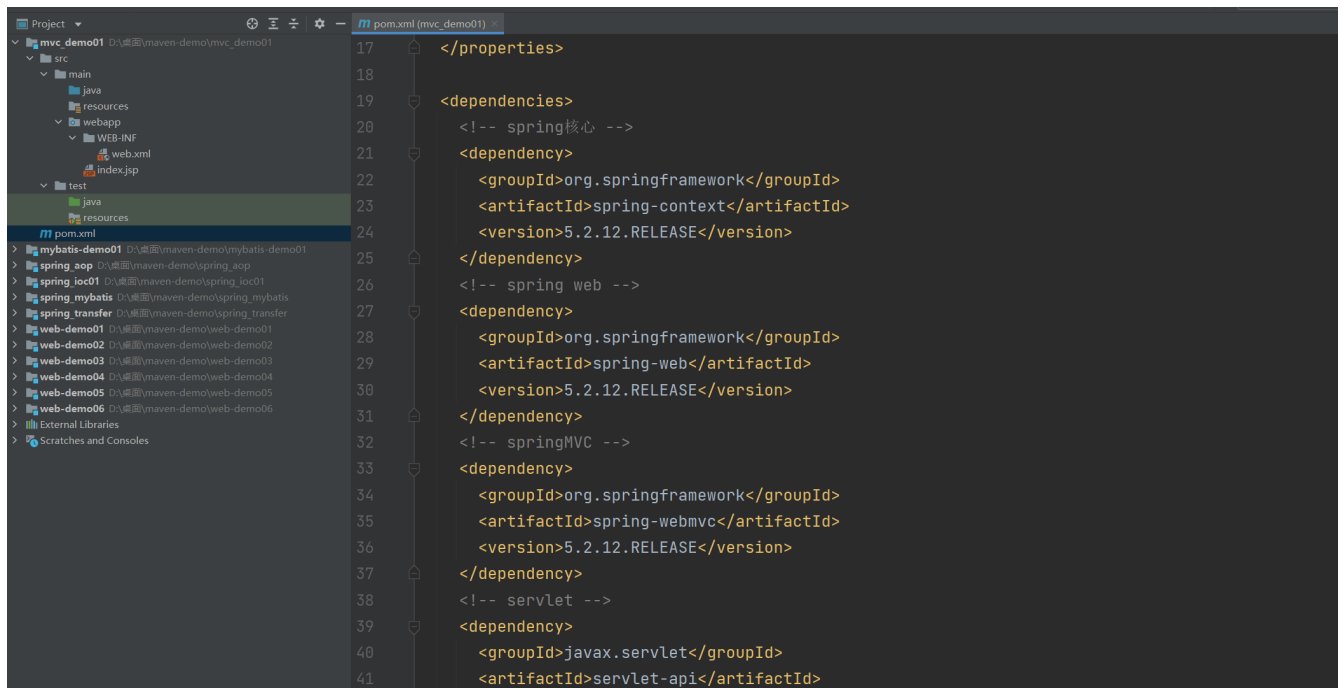 Project
mvc_demo01 D:\桌面\maven-demo\mvc_demo01
src
main
java
resources
webapp
WEB-INF
web.xml
index.jsp
test
java
resources
pom.xml
mybatis-demo01 D:\桌面\maven-demo\mybatis-demo01
spring_aop D:\桌面\maven-demo\spring_aop
spring_ioc01 D:\桌面\maven-demo\spring_ioc01
spring_mybatis D:\桌面\maven-demo\spring_mybatis
spring_transfer D:\桌面\maven-demo\spring_transfer
web-demo01 D:\桌面\maven-demo\web-demo01
web-demo02 D:\桌面\maven-demo\web-demo02
web-demo03 D:\桌面\maven-demo\web-demo03
web-demo04 D:\桌面\maven-demo\web-demo04
web-demo05 D:\桌面\maven-demo\web-demo05
web-demo06 D:\桌面\maven-demo\web-demo06
External Libraries
Scratches and Consoles
pom.xml (mvc_demo01)
17 </properties>
18
19 <dependencies>
20 <!-- spring核心 -->
21 <dependency>
22 <groupId>org.springframework</groupId>
23 <artifactId>spring-context</artifactId>
24 <version>5.2.12.RELEASE</version>
25 </dependency>
26 <!-- spring web -->
27 <dependency>
28 <groupId>org.springframework</groupId>
29 <artifactId>spring-web</artifactId>
30 <version>5.2.12.RELEASE</version>
31 </dependency>
32 <!-- springMVC -->
33 <dependency>
34 <groupId>org.springframework</groupId>
35 <artifactId>spring-webmvc</artifactId>
36 <version>5.2.12.RELEASE</version>
37 </dependency>
38 <!-- servlet -->
39 <dependency>
40 <groupId>javax.servlet</groupId>
41 <artifactId>servlet-api</artifactId>